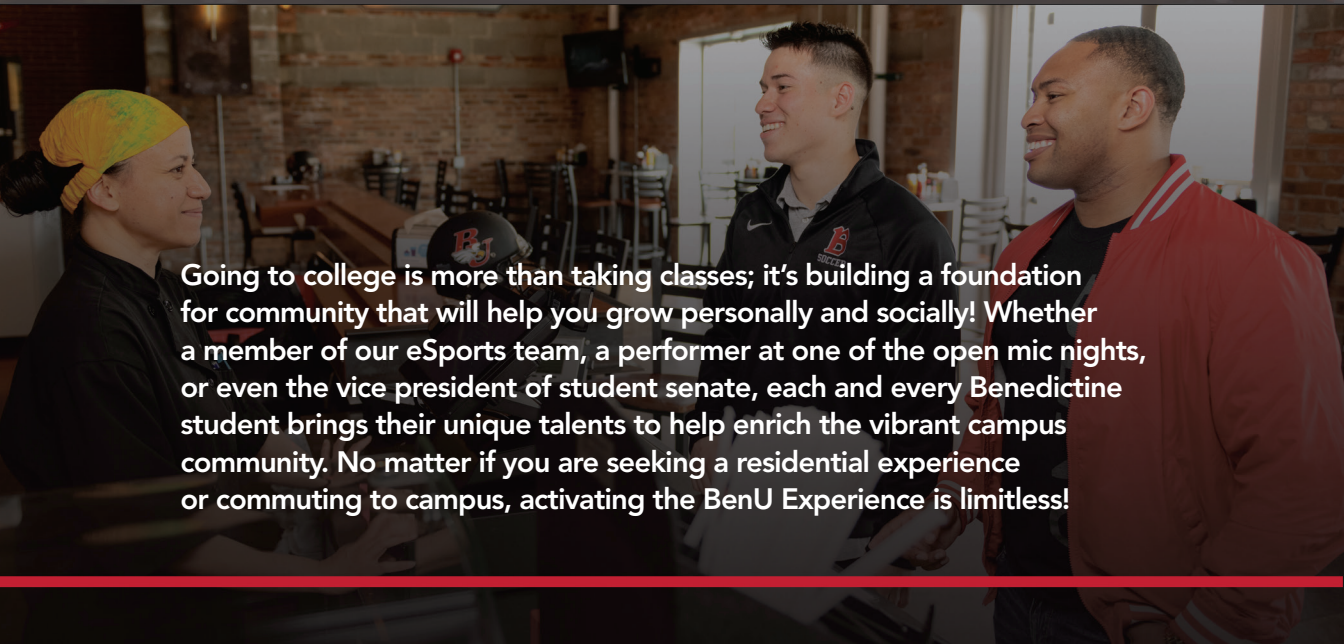 BU
B
SOCCER
Going to college is more than taking classes; it’s building a foundation
for community that will help you grow personally and socially! Whether
a member of our eSports team, a performer at one of the open mic nights,
or even the vice president of student senate, each and every Benedictine
student brings their unique talents to help enrich the vibrant campus
community. No matter if you are seeking a residential experience
or commuting to campus, activating the BenU Experience is limitless!